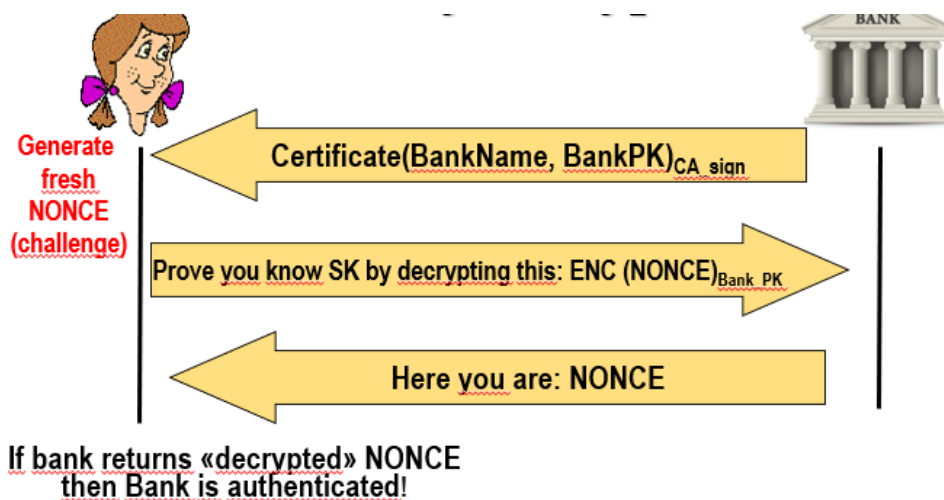 BANK
Generate
fresh
NONCE
(challenge)
Certificate(BankName, BankPK)CA_sign
Prove you know SK by decrypting this: ENC (NONCE)Bank_PK
Here you are: NONCE
If bank returns «decrypted» NONCE
then Bank is authenticated!